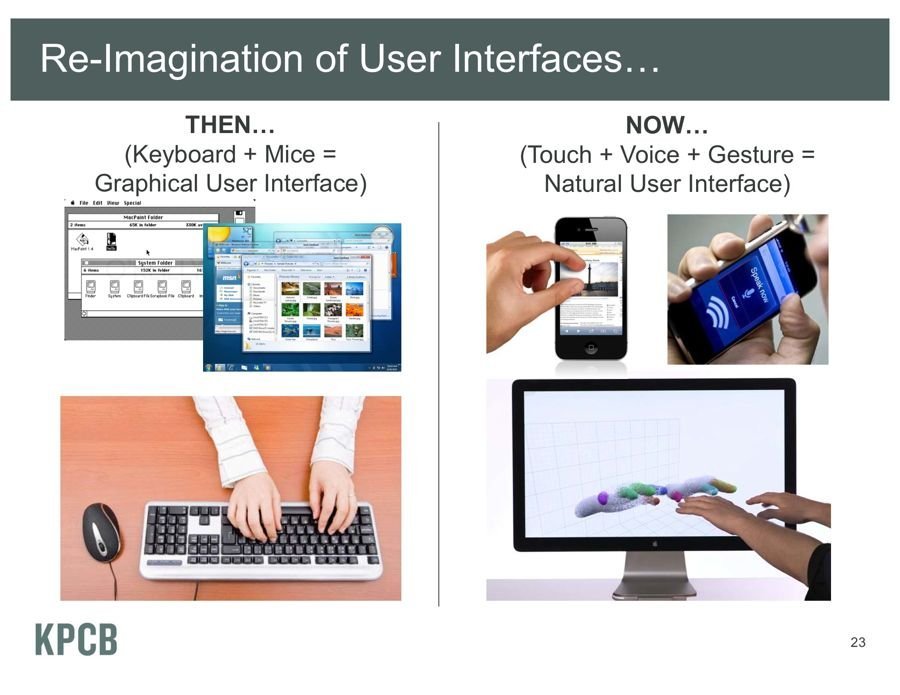 Re-Imagination of User Interfaces…
THEN…
(Keyboard + Mice =
Graphical User Interface)
File Edit View Special
MacPaint Folder
2 items 65K in folder
System Folder
6 items 152K in folder
Finder System Clipboard File Scrapbook File Clipboard
52°
msn
NOW…
(Touch + Voice + Gesture =
Natural User Interface)
Speak now
Cancel
KPCB
23